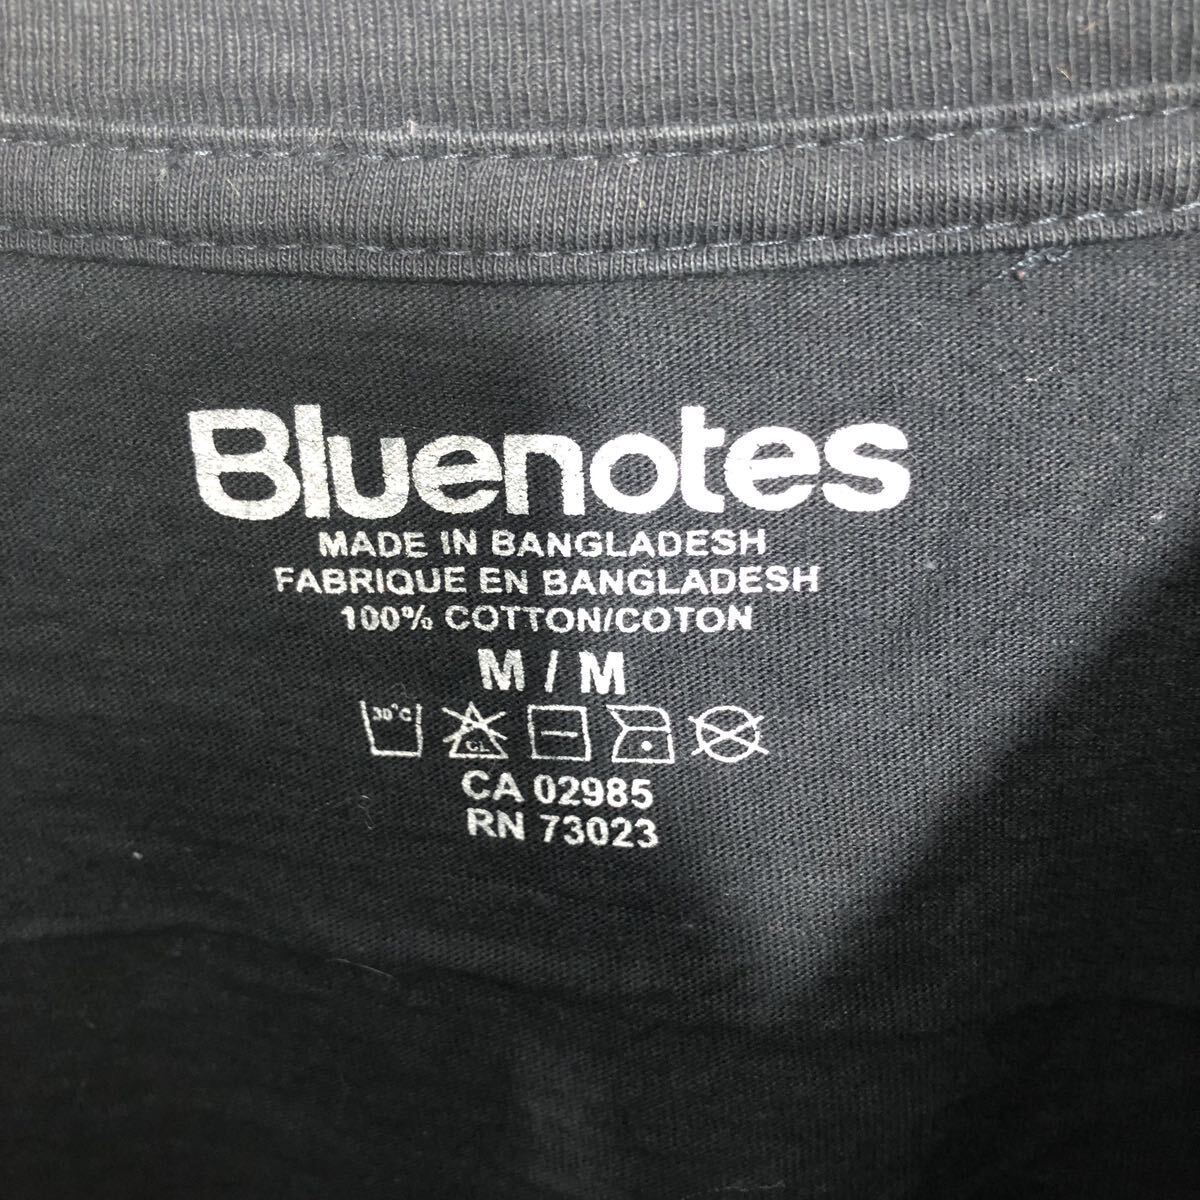 Bluenotes
MADE IN BANGLADESH
FABRIQUE EN BANGLADESH
100% COTTON/COTON
M / M
30°C CL
CA 02985
RN 73023